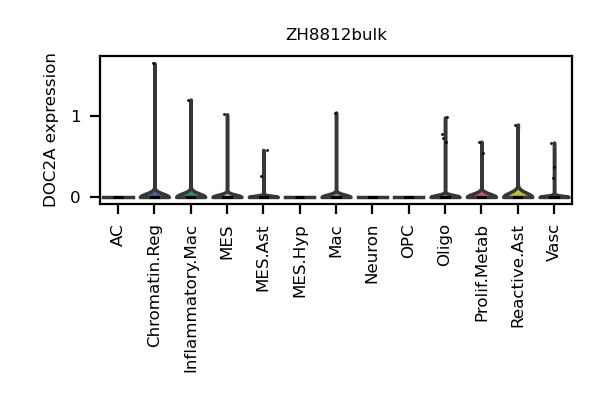 ZH8812bulk
DOC2A expression
1
0
AC
Chromatin.Reg
Inflammatory.Mac
MES
MES.Ast
MES.Hyp
Mac
Neuron
OPC
Oligo
Prolif.Metab
Reactive.Ast
Vasc